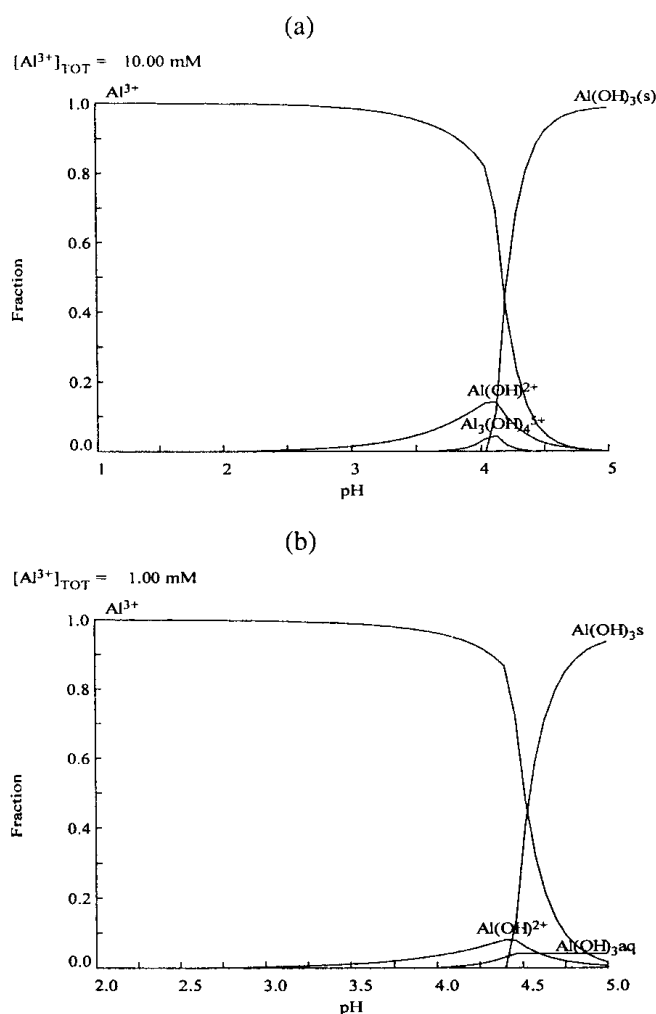 (a)
[Al³⁺]TOT = 10.00 mM
Al³⁺
Al(OH)₃(s)
1.0
0.8
0.6
0.4
0.2
0.0
Fraction
Al(OH)²⁺
Al₃(OH)₄⁵⁺
1 2 3 4 5
pH
(b)
[Al³⁺]TOT = 1.00 mM
Al³⁺
Al(OH)₃s
1.0
0.8
0.6
0.4
0.2
0.0
Fraction
Al(OH)²⁺
Al(OH)₃aq
2.0 2.5 3.0 3.5 4.0 4.5 5.0
pH